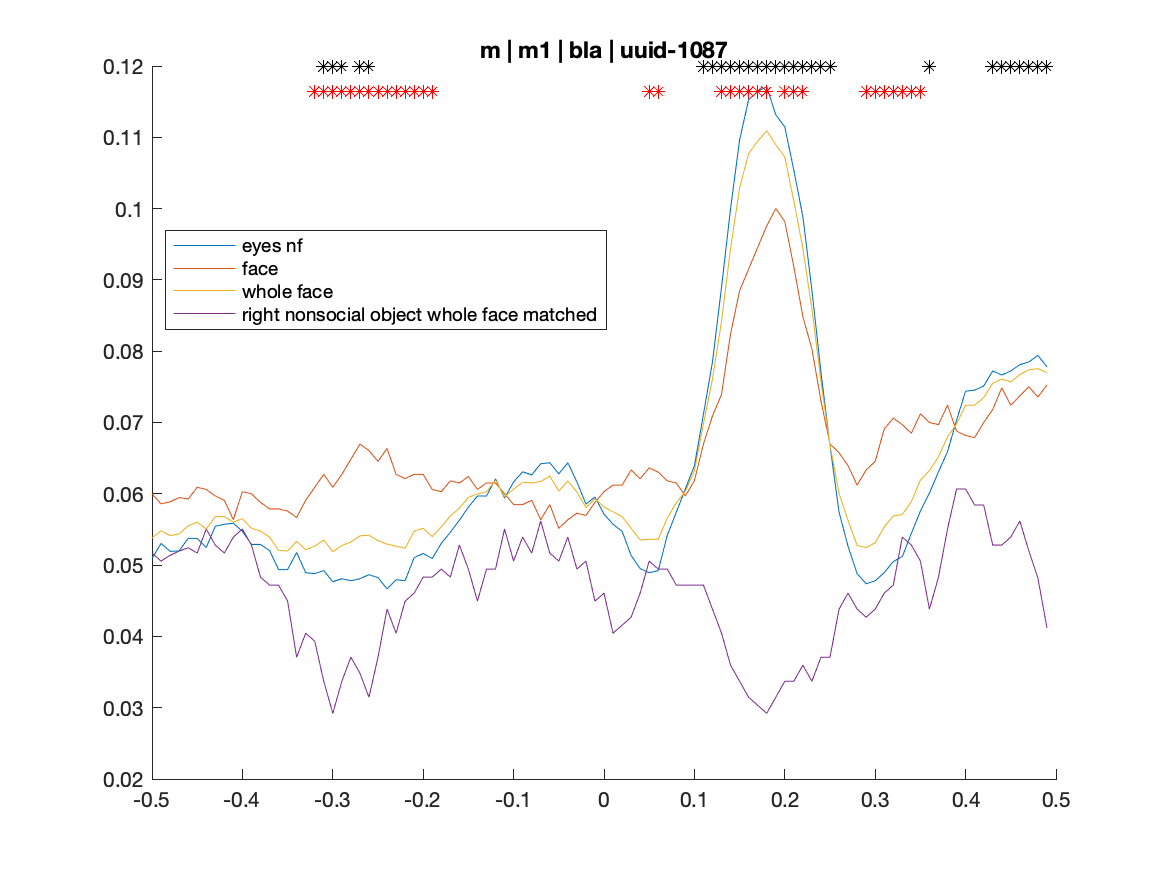 m | m1 | bla | uuid-1087
0.12
0.11
0.1
0.09
0.08
0.07
0.06
0.05
0.04
0.03
0.02
eyes nf
face
whole face
right nonsocial object whole face matched
-0.5 -0.4 -0.3 -0.2 -0.1 0 0.1 0.2 0.3 0.4 0.5